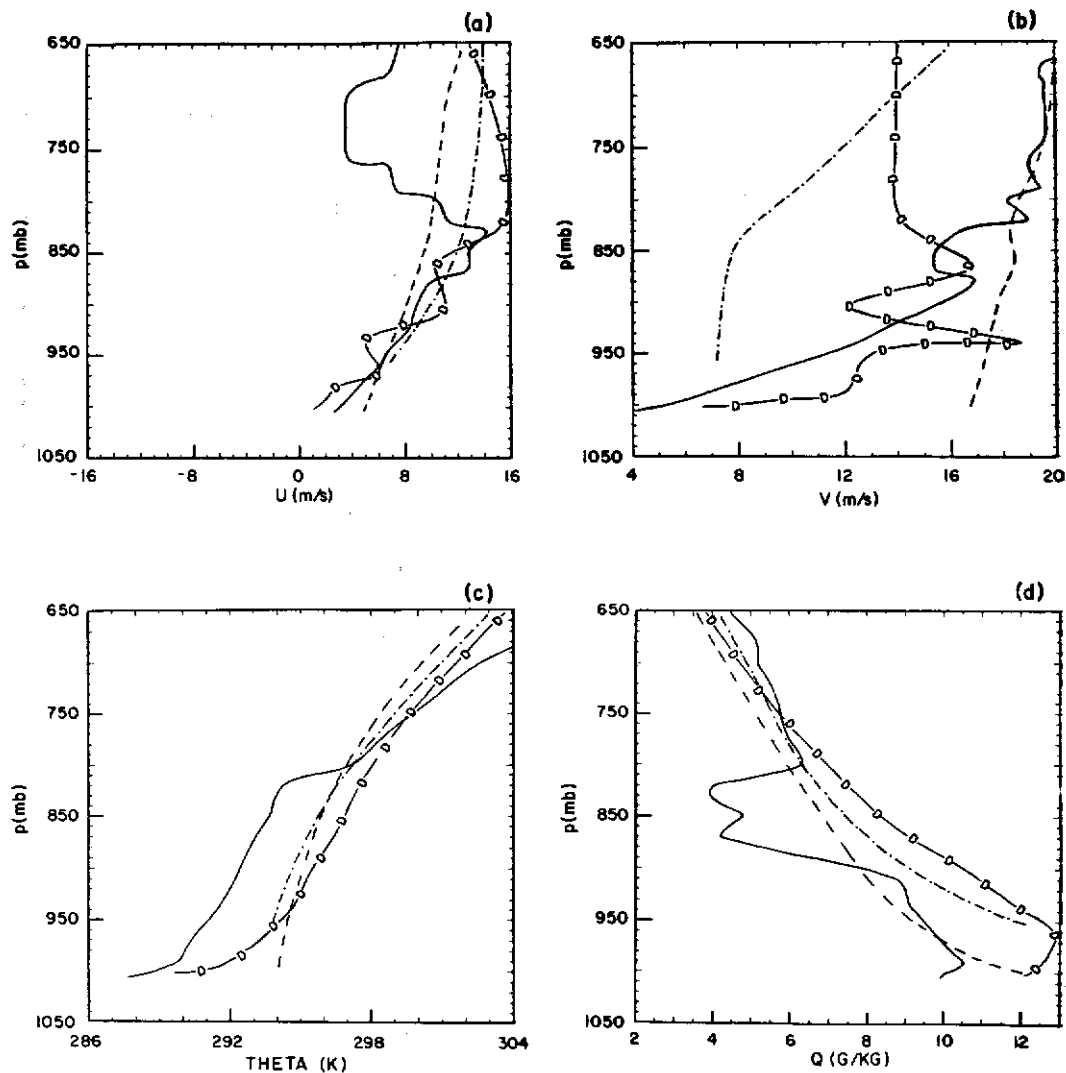 (a)
650
750
850
950
1050
p(mb)
-16 -8 0 8 16
U (m/s)
D D D D D D D D D D D D D
(b)
650
750
850
950
1050
p(mb)
4 8 12 16 20
V (m/s)
D D D D D D D D D D D D D D D D D D D D D D
(c)
650
750
850
950
1050
p(mb)
286 292 298 304
THETA (K)
D D D D D D D D D D D D D
(d)
650
750
850
950
1050
p(mb)
2 4 6 8 10 12
Q (G/KG)
D D D D D D D D D D D D D